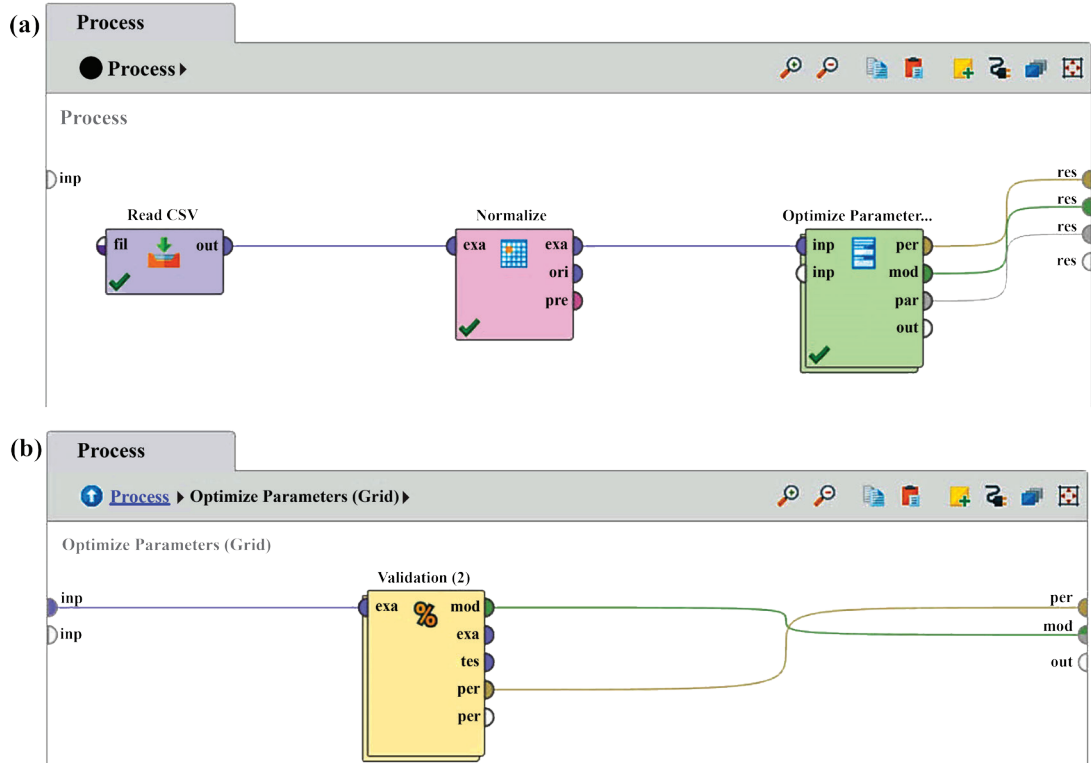 (a)
Process
Process
Process
inp
res
res
res
res
Read CSV
fil out
Normalize
exa exa
ori
pre
Optimize Parameter...
inp per
inp mod
par
out
(b)
Process
Process Optimize Parameters (Grid)
Optimize Parameters (Grid)
inp
inp
Validation (2)
exa mod
%
exa
tes
per
per
per
mod
out